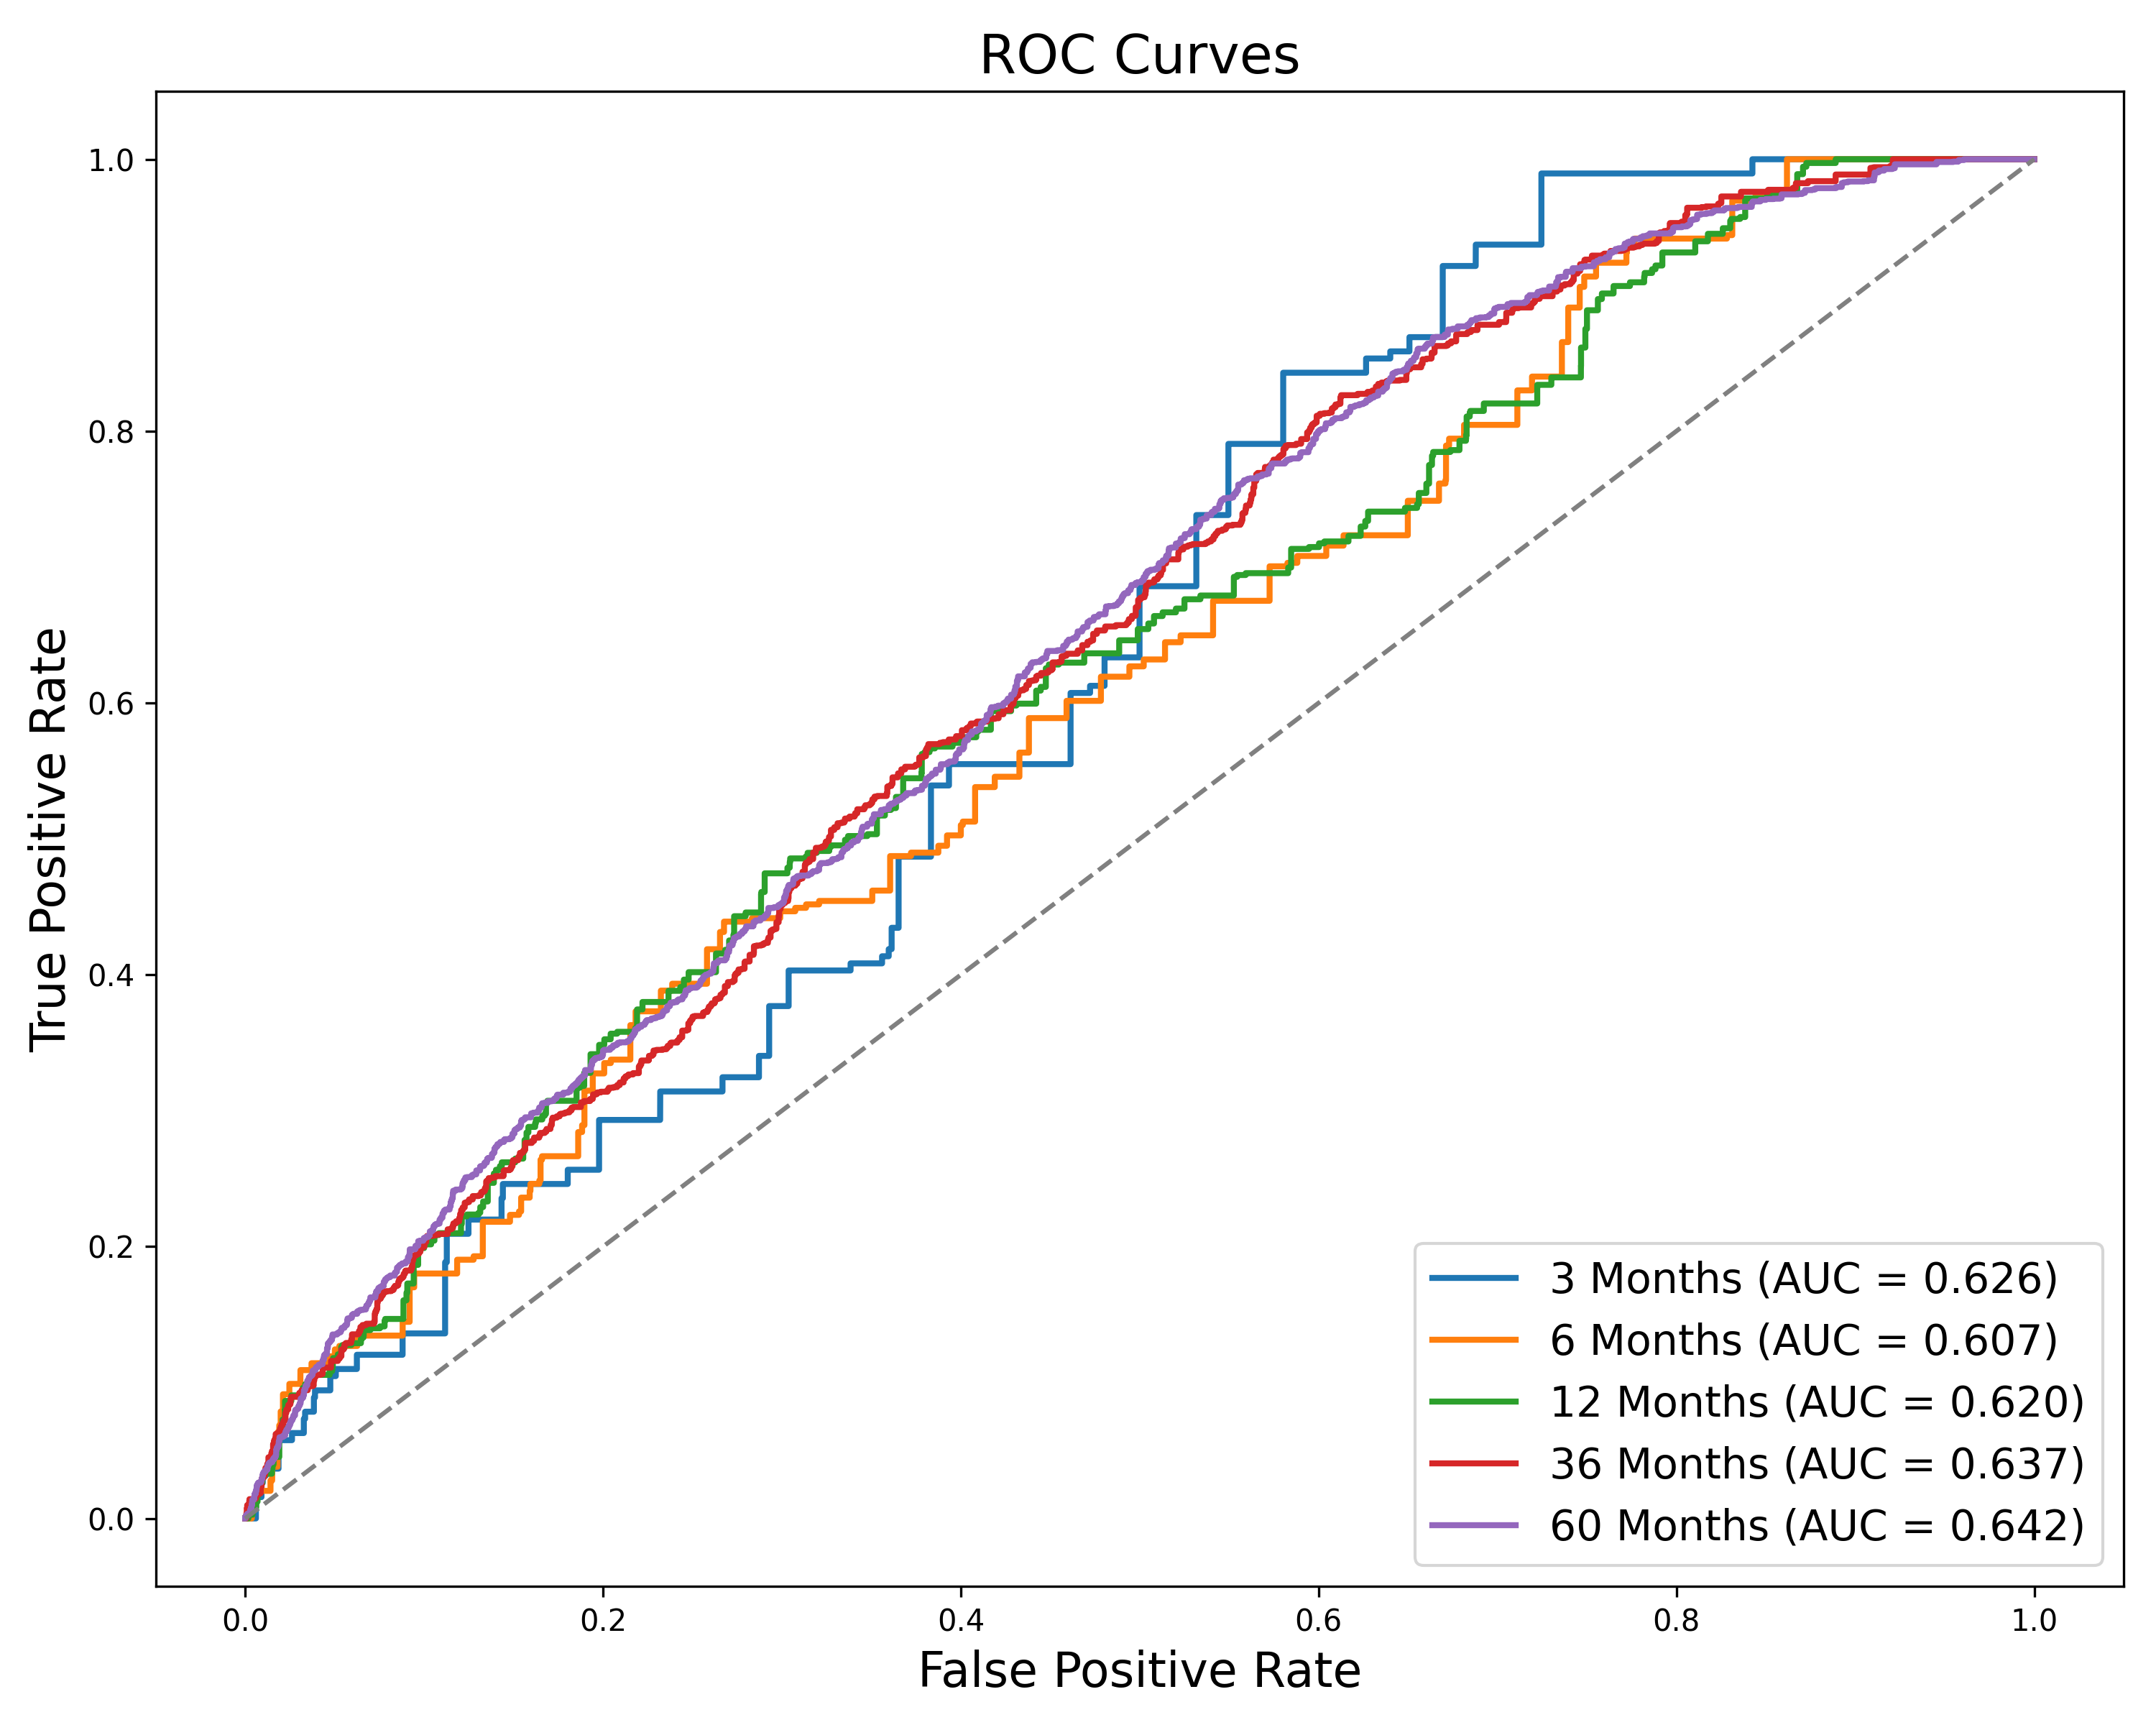 ROC Curves
True Positive Rate
1.0
0.8
0.6
0.4
0.2
0.0
3 Months (AUC = 0.626)
6 Months (AUC = 0.607)
12 Months (AUC = 0.620)
36 Months (AUC = 0.637)
60 Months (AUC = 0.642)
0.0 0.2 0.4 0.6 0.8 1.0
False Positive Rate